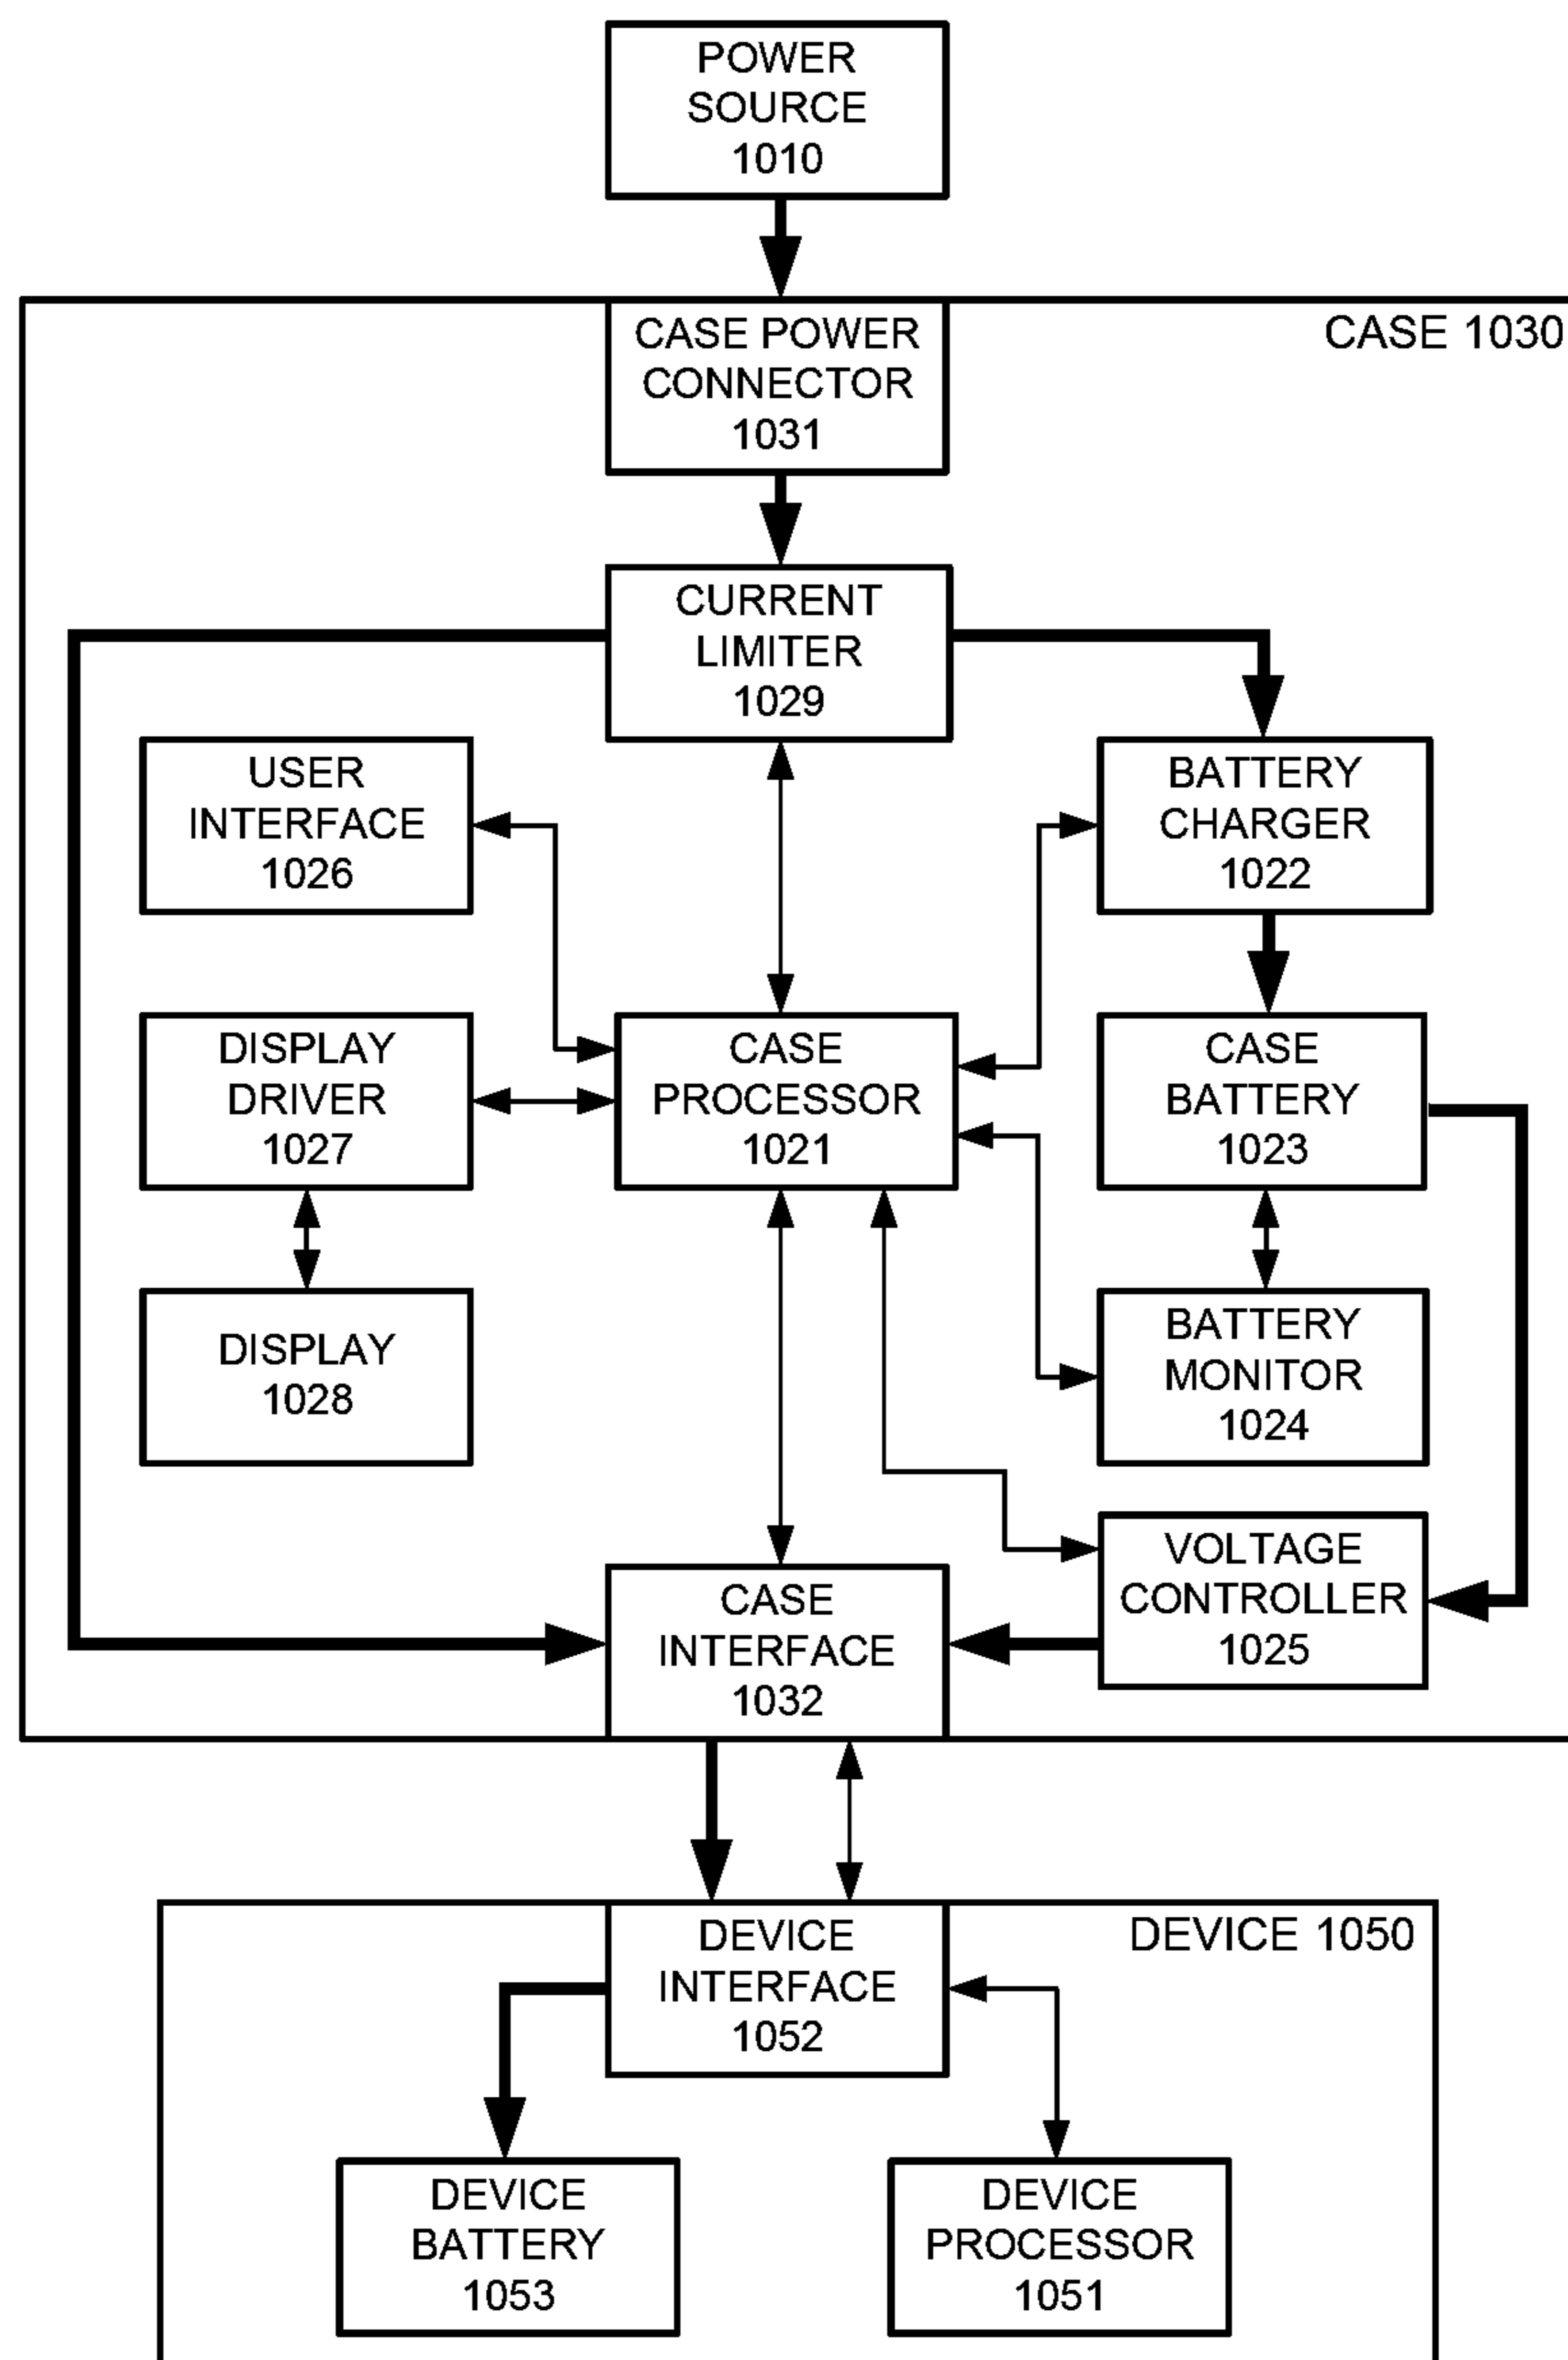 POWER
SOURCE
1010
CASE POWER
CONNECTOR
1031
CASE 1030
CURRENT
LIMITER
1029
USER
INTERFACE
1026
BATTERY
CHARGER
1022
DISPLAY
DRIVER
1027
CASE
PROCESSOR
1021
CASE
BATTERY
1023
DISPLAY
1028
BATTERY
MONITOR
1024
VOLTAGE
CONTROLLER
1025
CASE
INTERFACE
1032
DEVICE
INTERFACE
1052
DEVICE 1050
DEVICE
BATTERY
1053
DEVICE
PROCESSOR
1051